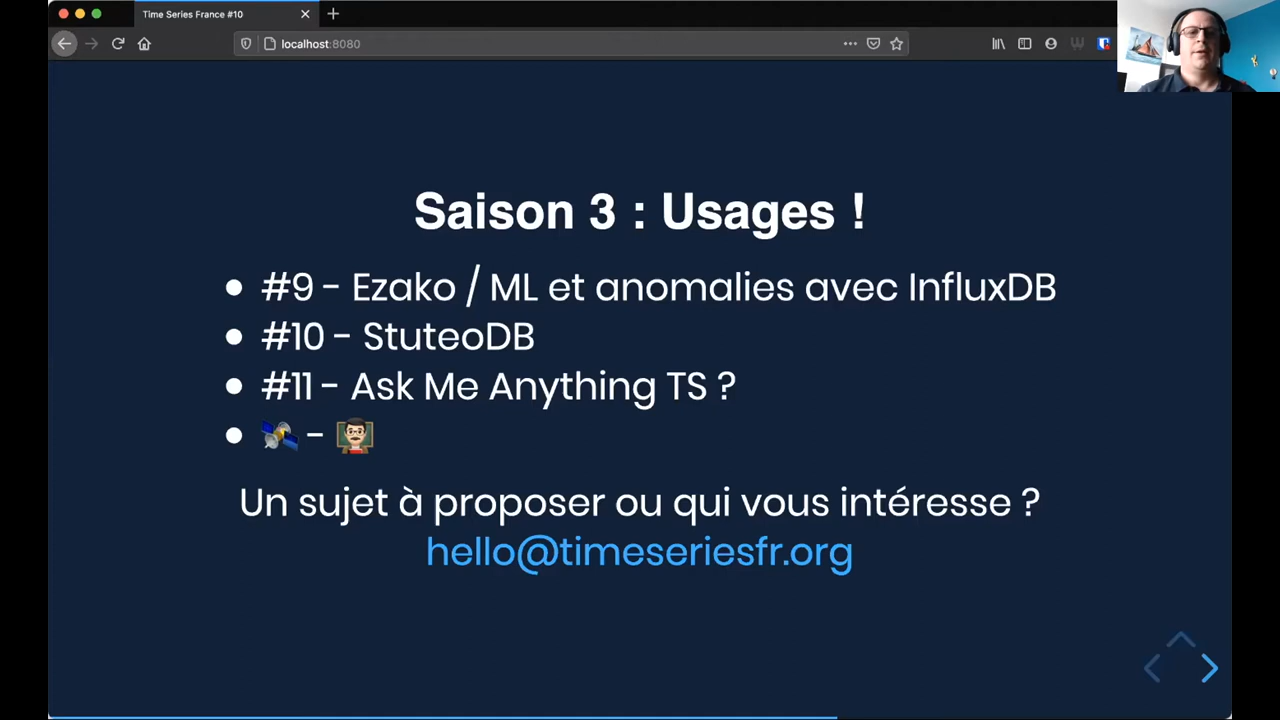 Time Series France #10
localhost:8080
Saison 3 : Usages !
#9 - Ezako / ML et anomalies avec InfluxDB
#10 - StuteoDB
#11 - Ask Me Anything TS ?
🛰️ - 👨🏻‍🏫
Un sujet à proposer ou qui vous intéresse ?
hello@timeseriesfr.org